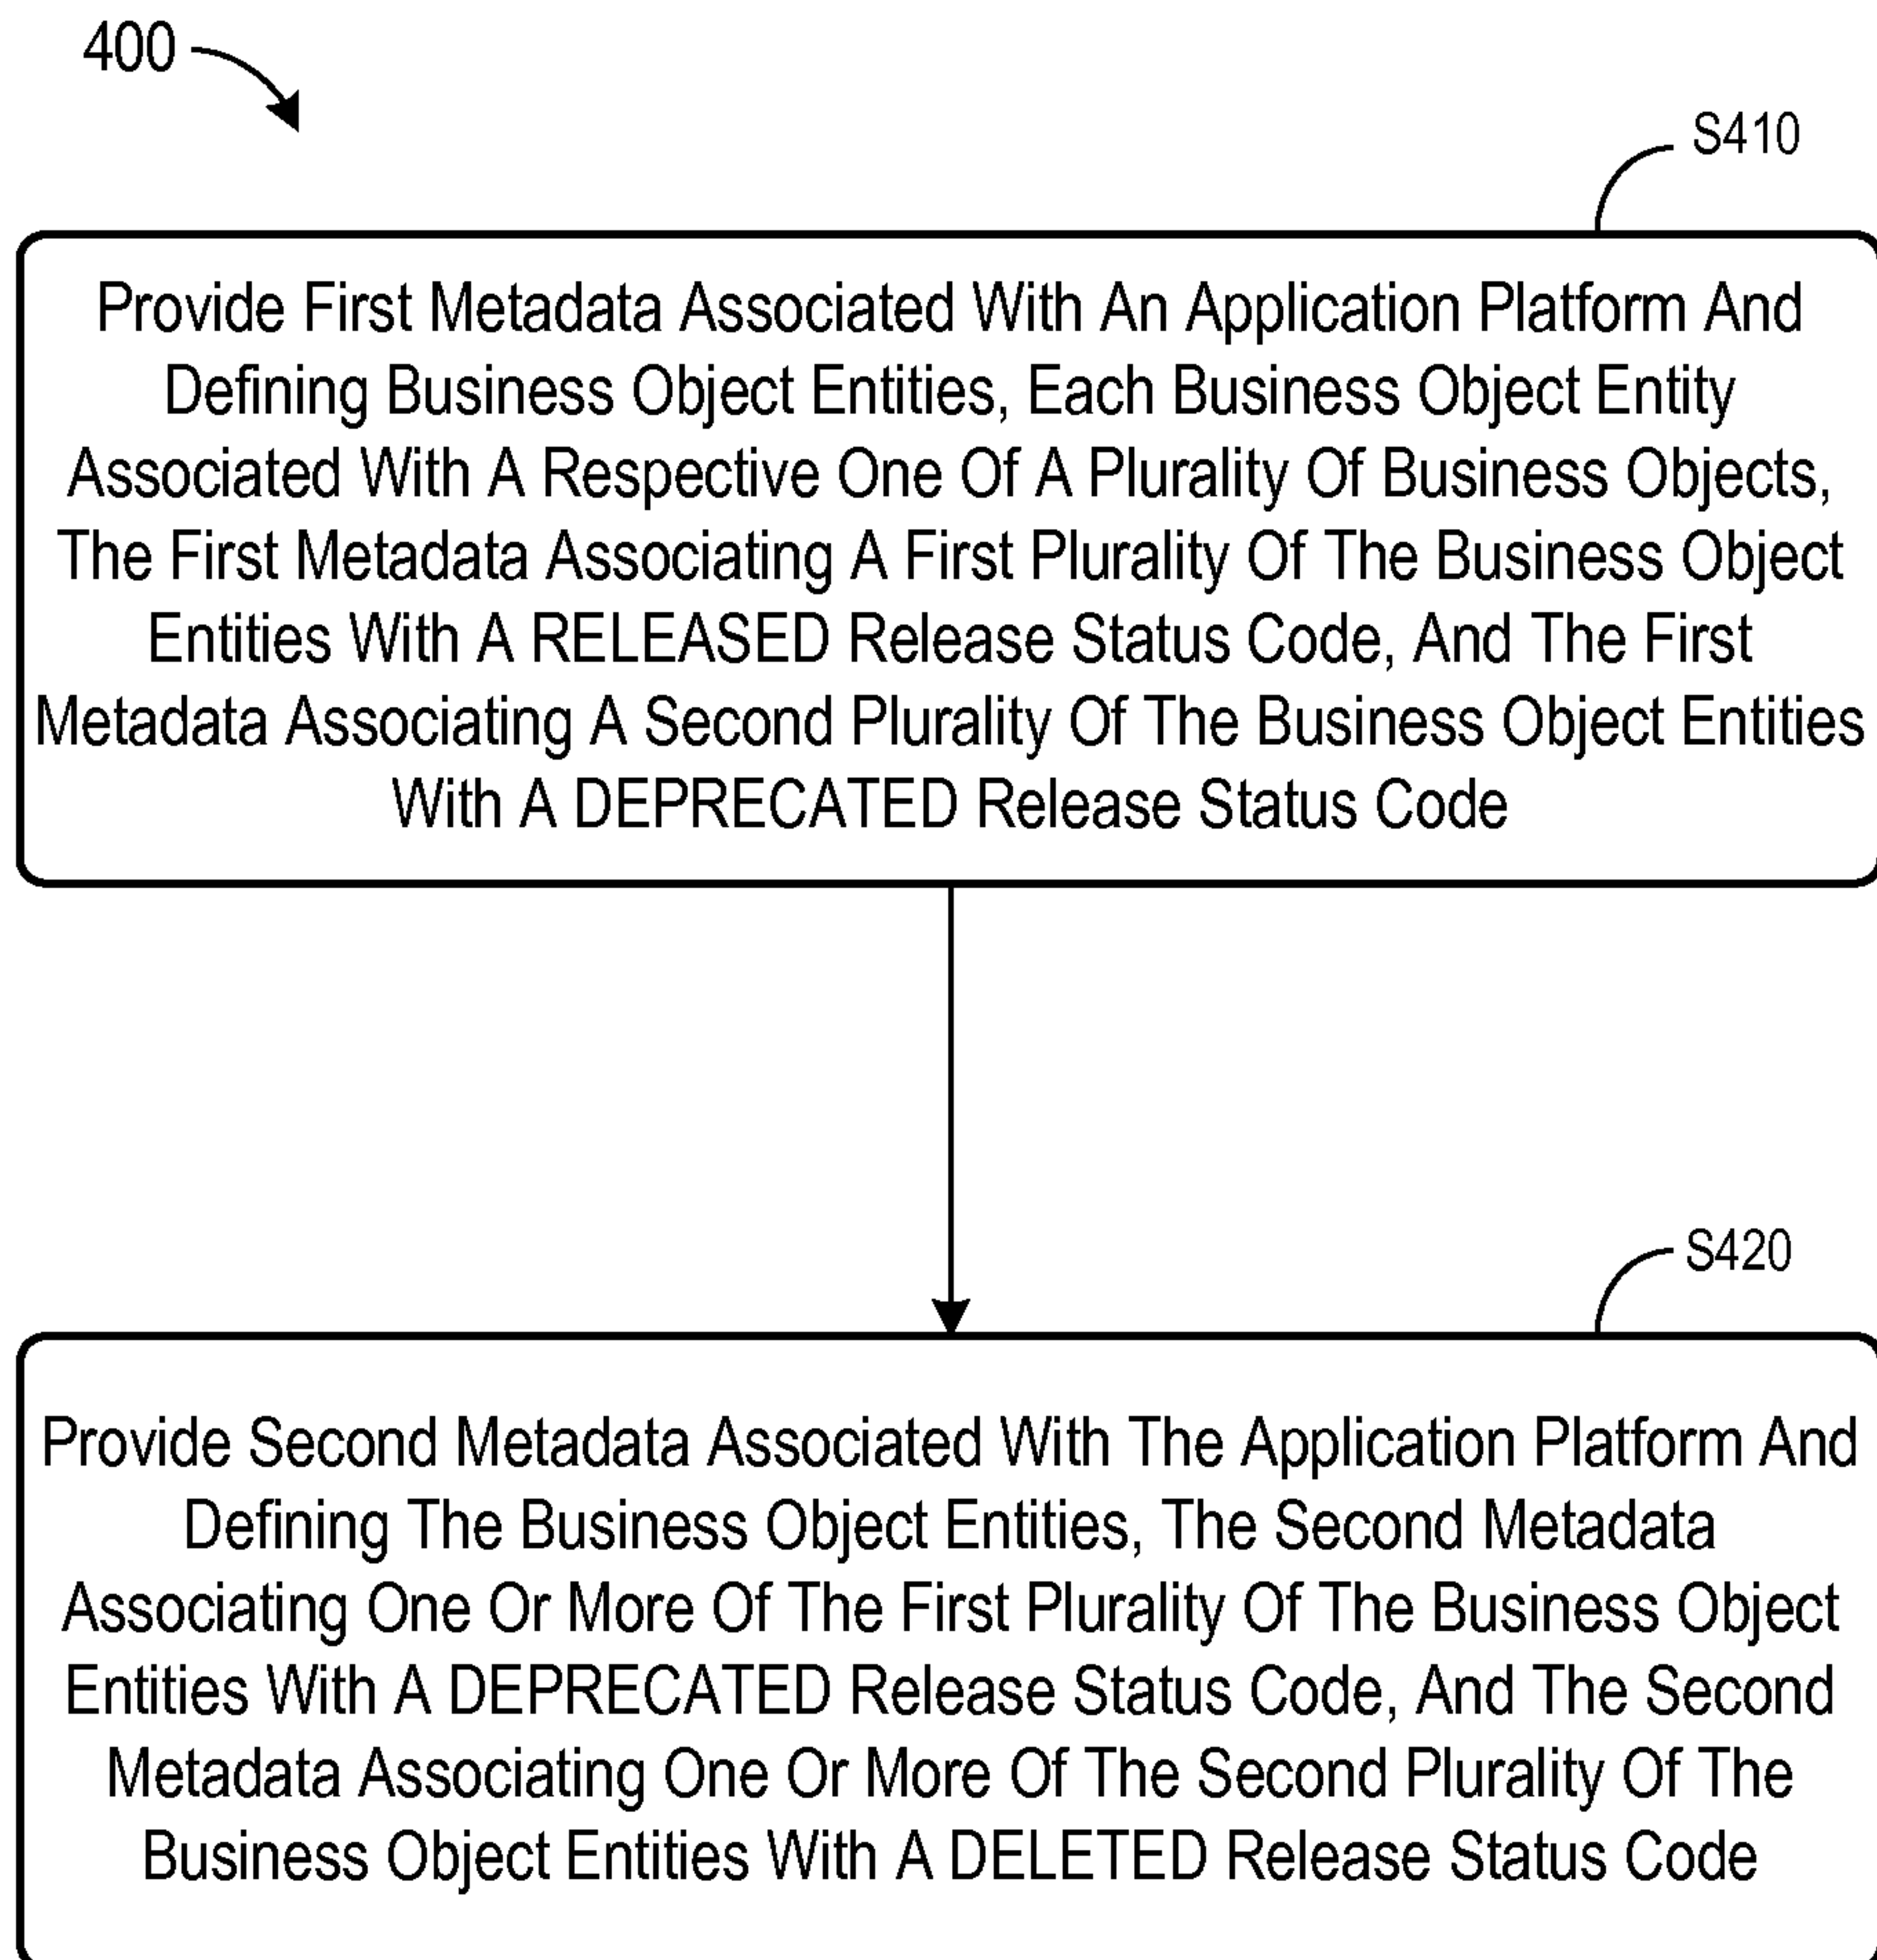 400
S410
Provide First Metadata Associated With An Application Platform And
Defining Business Object Entities, Each Business Object Entity
Associated With A Respective One Of A Plurality Of Business Objects,
The First Metadata Associating A First Plurality Of The Business Object
Entities With A RELEASED Release Status Code, And The First
Metadata Associating A Second Plurality Of The Business Object Entities
With A DEPRECATED Release Status Code
S420
Provide Second Metadata Associated With The Application Platform And
Defining The Business Object Entities, The Second Metadata
Associating One Or More Of The First Plurality Of The Business Object
Entities With A DEPRECATED Release Status Code, And The Second
Metadata Associating One Or More Of The Second Plurality Of The
Business Object Entities With A DELETED Release Status Code